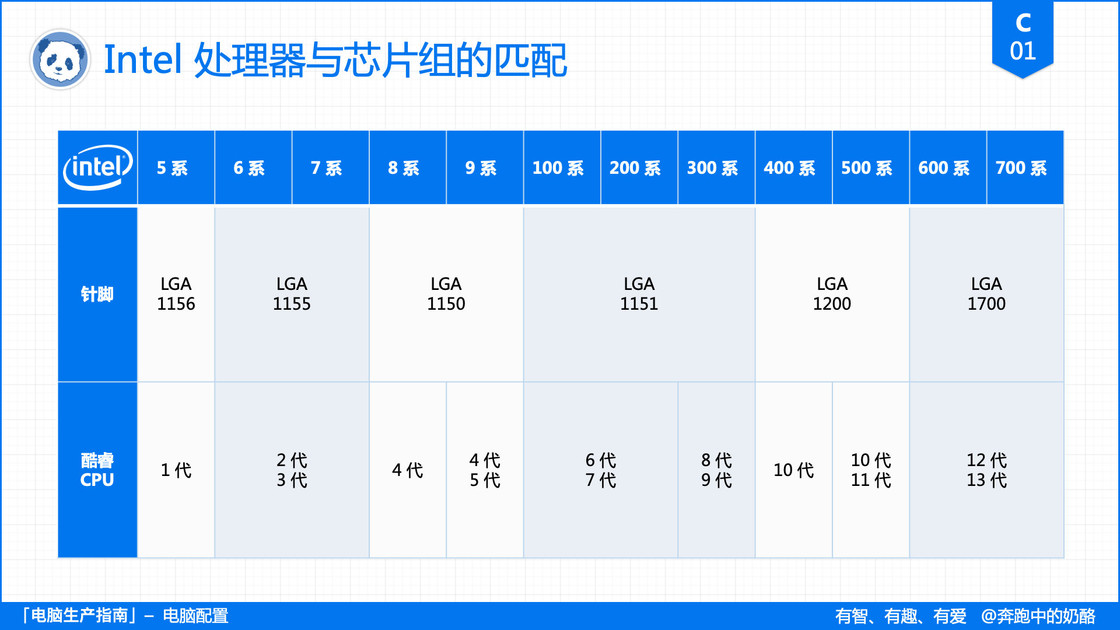 C
01
Intel 处理器与芯片组的匹配
intel 5 系 6 系 7 系 8 系 9 系 100 系 200 系 300 系 400 系 500 系 600 系 700 系
针脚
LGA
1156
LGA
1155
LGA
1150
LGA
1151
LGA
1200
LGA
1700
酷睿
CPU
1 代
2 代
3 代
4 代
4 代
5 代
6 代
7 代
8 代
9 代
10 代
10 代
11 代
12 代
13 代
「电脑生产指南」– 电脑配置
有智、有趣、有爱 @奔跑中的奶酪